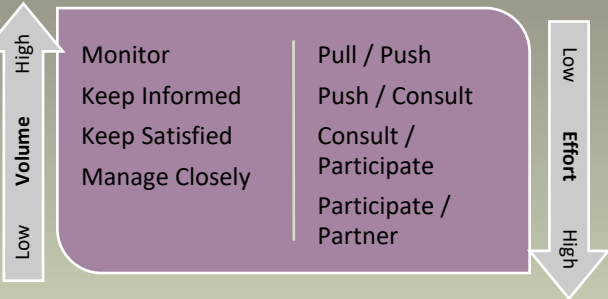 High
Volume
Low
Monitor
Keep Informed
Keep Satisfied
Manage Closely
Pull / Push
Push / Consult
Consult /
Participate
Participate /
Partner
Low
Effort
High